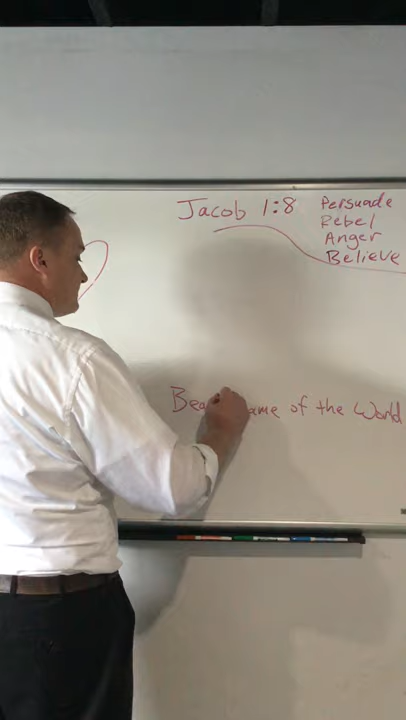 Jacob 1:8
Persuade
Rebel
Anger
Believe
of the World